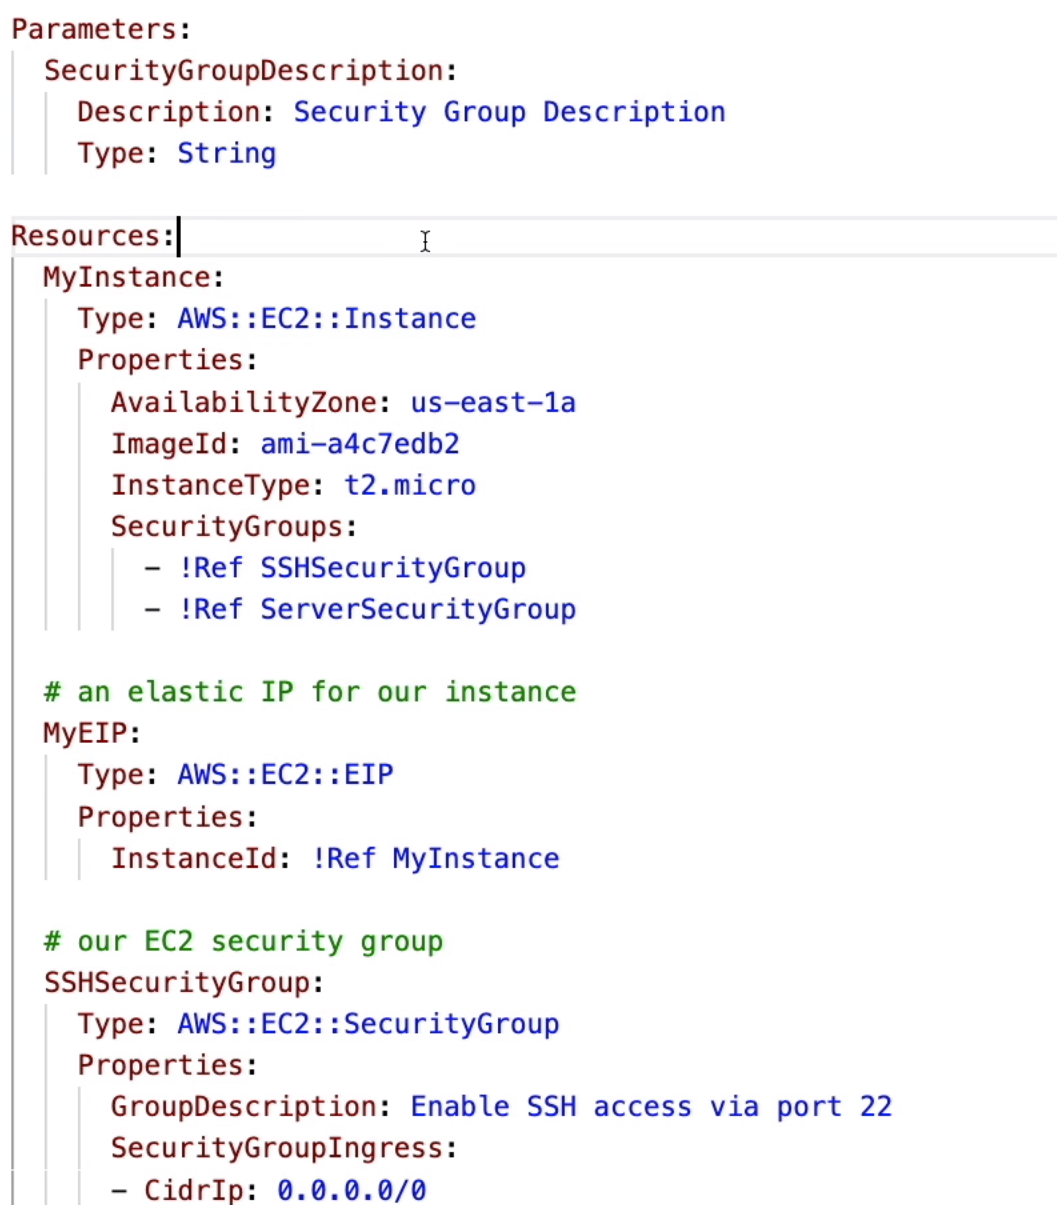 Parameters:
  SecurityGroupDescription:
    Description: Security Group Description
    Type: String
Resources:
  MyInstance:
    Type: AWS::EC2::Instance
    Properties:
      AvailabilityZone: us-east-1a
      ImageId: ami-a4c7edb2
      InstanceType: t2.micro
      SecurityGroups:
        - !Ref SSHSecurityGroup
        - !Ref ServerSecurityGroup
  # an elastic IP for our instance
  MyEIP:
    Type: AWS::EC2::EIP
    Properties:
      InstanceId: !Ref MyInstance
  # our EC2 security group
  SSHSecurityGroup:
    Type: AWS::EC2::SecurityGroup
    Properties:
      GroupDescription: Enable SSH access via port 22
      SecurityGroupIngress:
      - CidrIp: 0.0.0.0/0